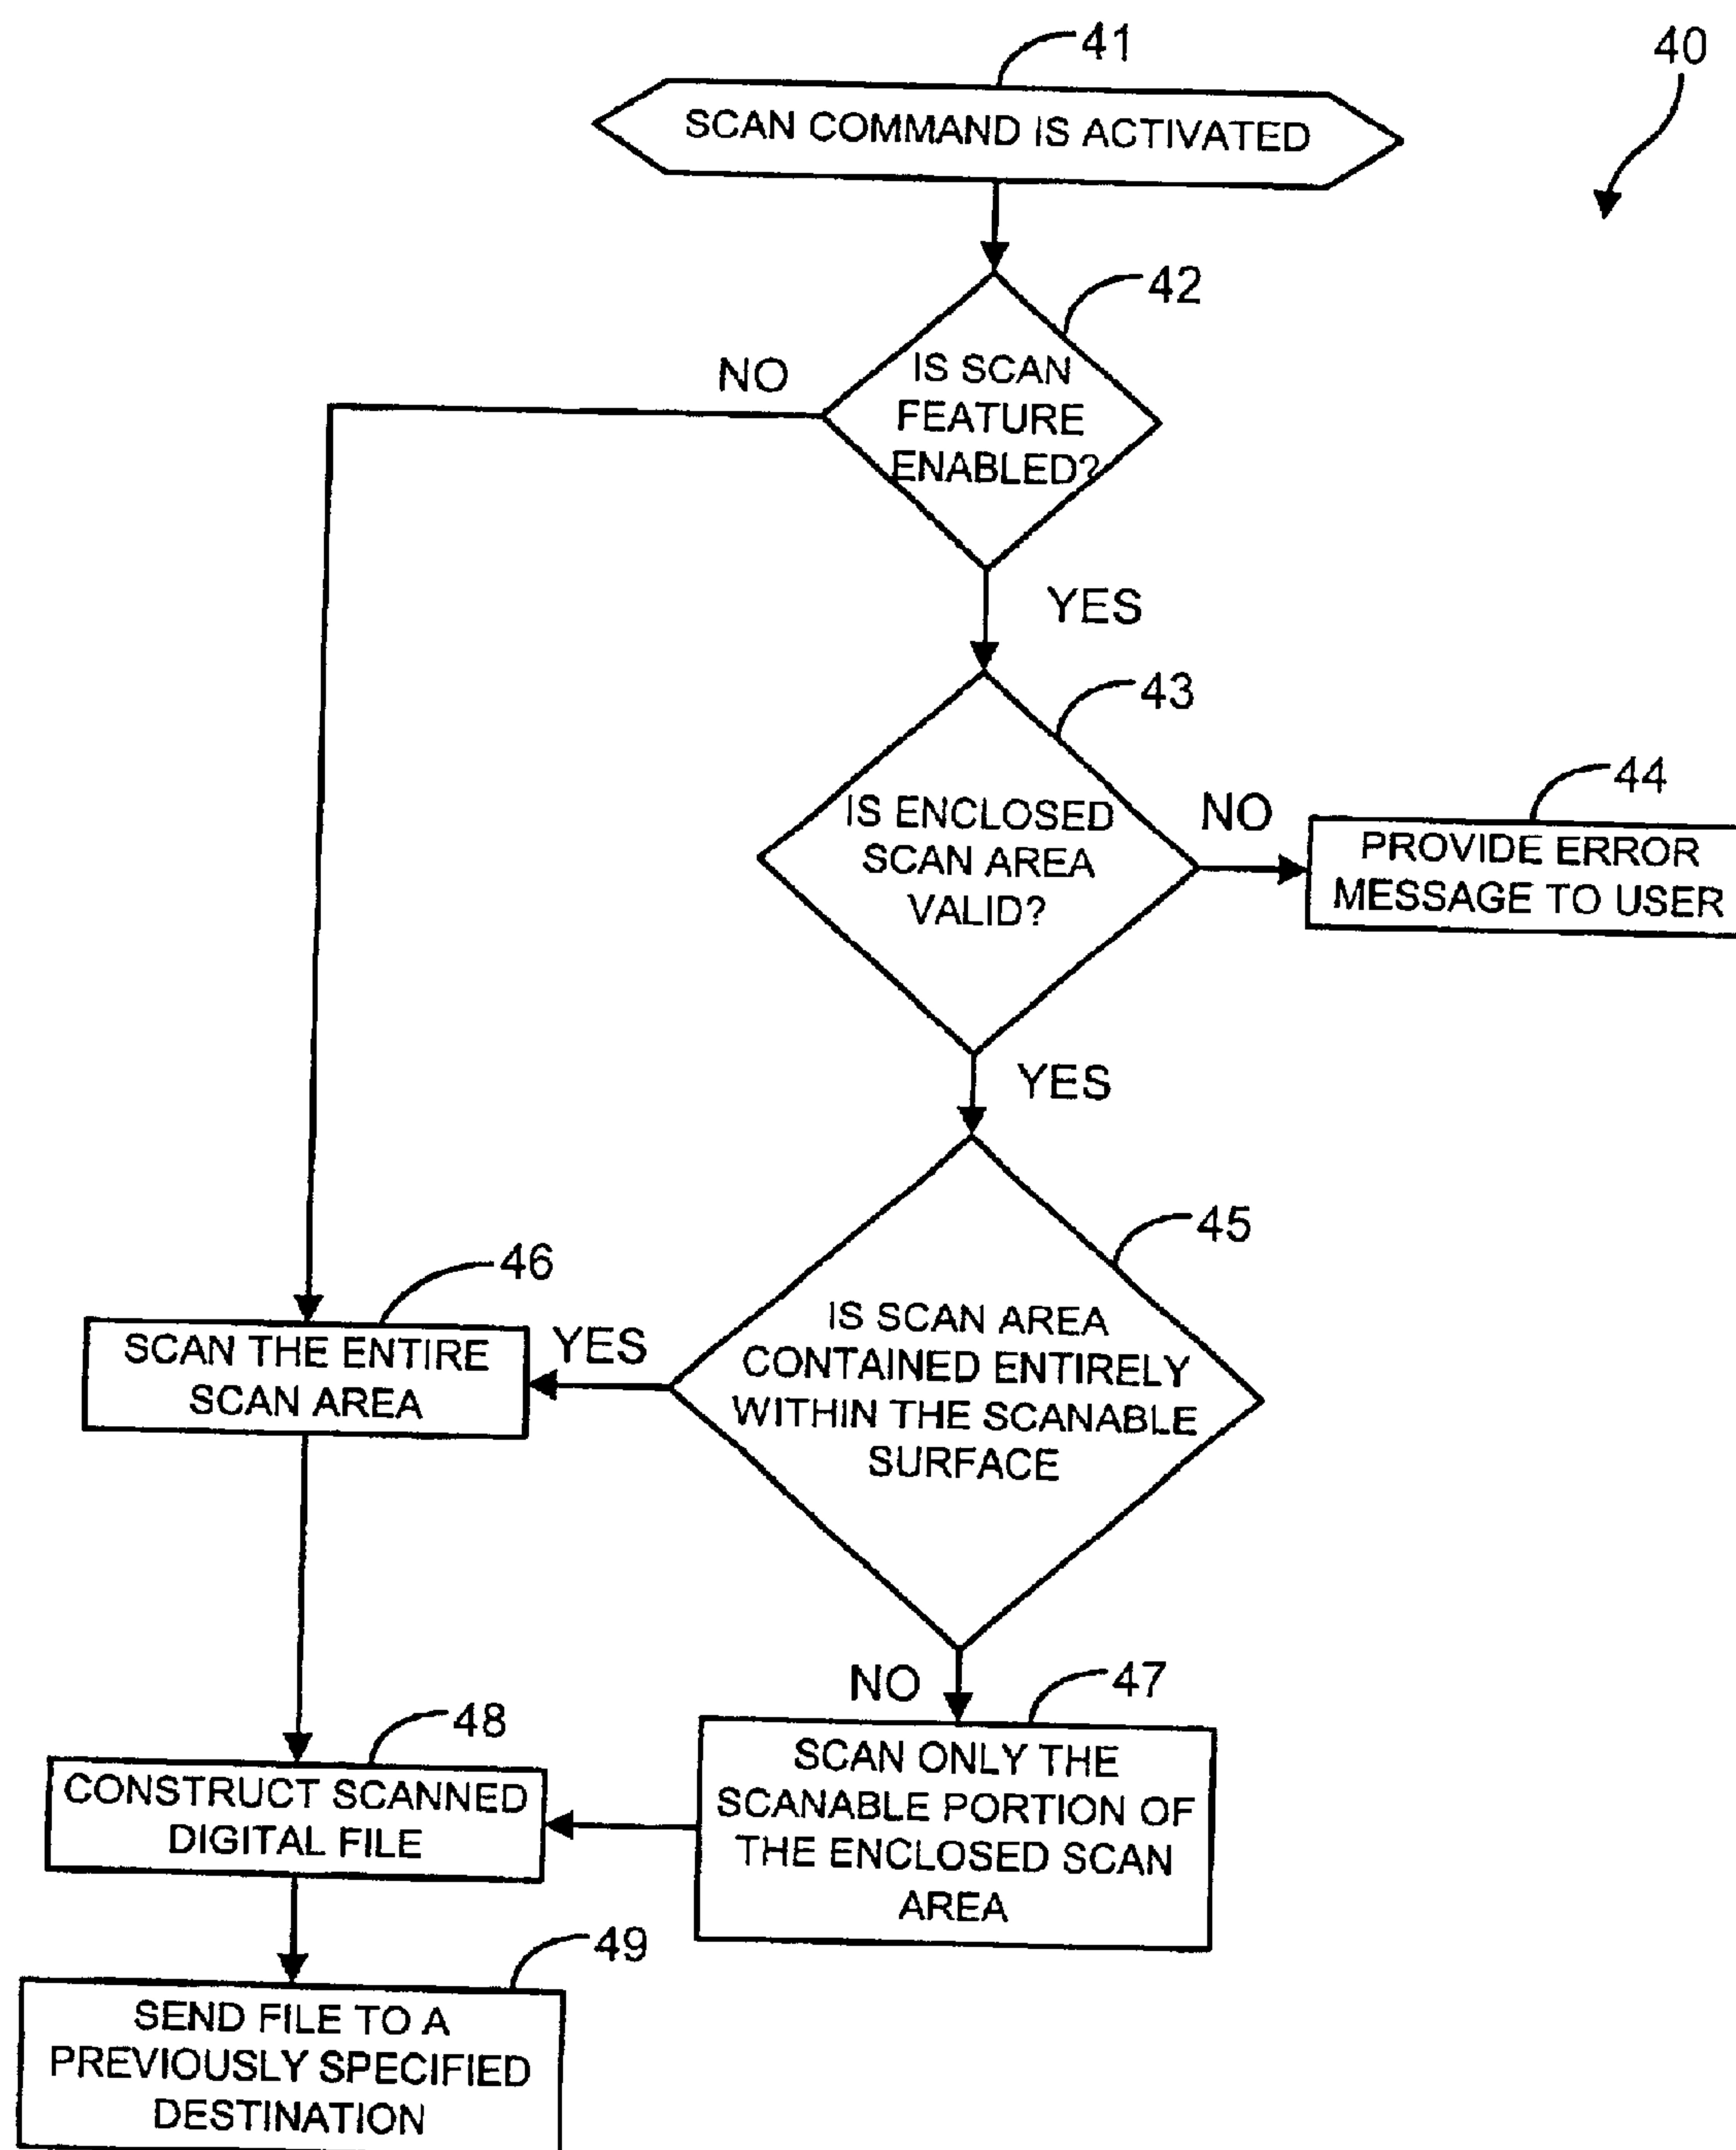 41
40
SCAN COMMAND IS ACTIVATED
42
NO
IS SCAN
FEATURE
ENABLED?
YES
43
IS ENCLOSED
SCAN AREA
VALID?
NO
44
PROVIDE ERROR
MESSAGE TO USER
YES
45
IS SCAN AREA
CONTAINED ENTIRELY
WITHIN THE SCANABLE
SURFACE
46
YES
SCAN THE ENTIRE
SCAN AREA
NO
47
SCAN ONLY THE
SCANABLE PORTION OF
THE ENCLOSED SCAN
AREA
48
CONSTRUCT SCANNED
DIGITAL FILE
49
SEND FILE TO A
PREVIOUSLY SPECIFIED
DESTINATION